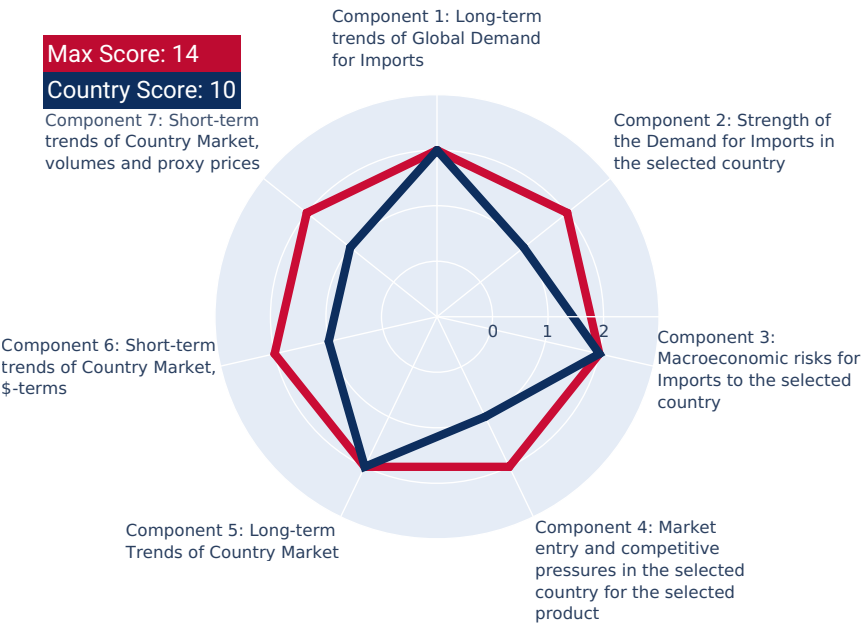 Component 1: Long-term
trends of Global Demand
for Imports
Max Score: 14
Country Score: 10
Component 7: Short-term
trends of Country Market,
volumes and proxy prices
Component 2: Strength of
the Demand for Imports in
the selected country
0 1 2
Component 6: Short-term
trends of Country Market,
$-terms
Component 3:
Macroeconomic risks for
Imports to the selected
country
Component 5: Long-term
Trends of Country Market
Component 4: Market
entry and competitive
pressures in the selected
country for the selected
product